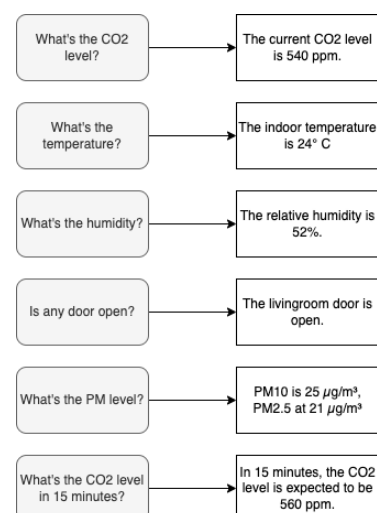 What's the CO2
level?
The current CO2 level
is 540 ppm.
What's the
temperature?
The indoor temperature
is 24° C
What's the humidity?
The relative humidity is
52%.
Is any door open?
The livingroom door is
open.
What's the PM level?
PM10 is 25 µg/m³,
PM2.5 at 21 µg/m³
What's the CO2 level
in 15 minutes?
In 15 minutes, the CO2
level is expected to be
560 ppm.